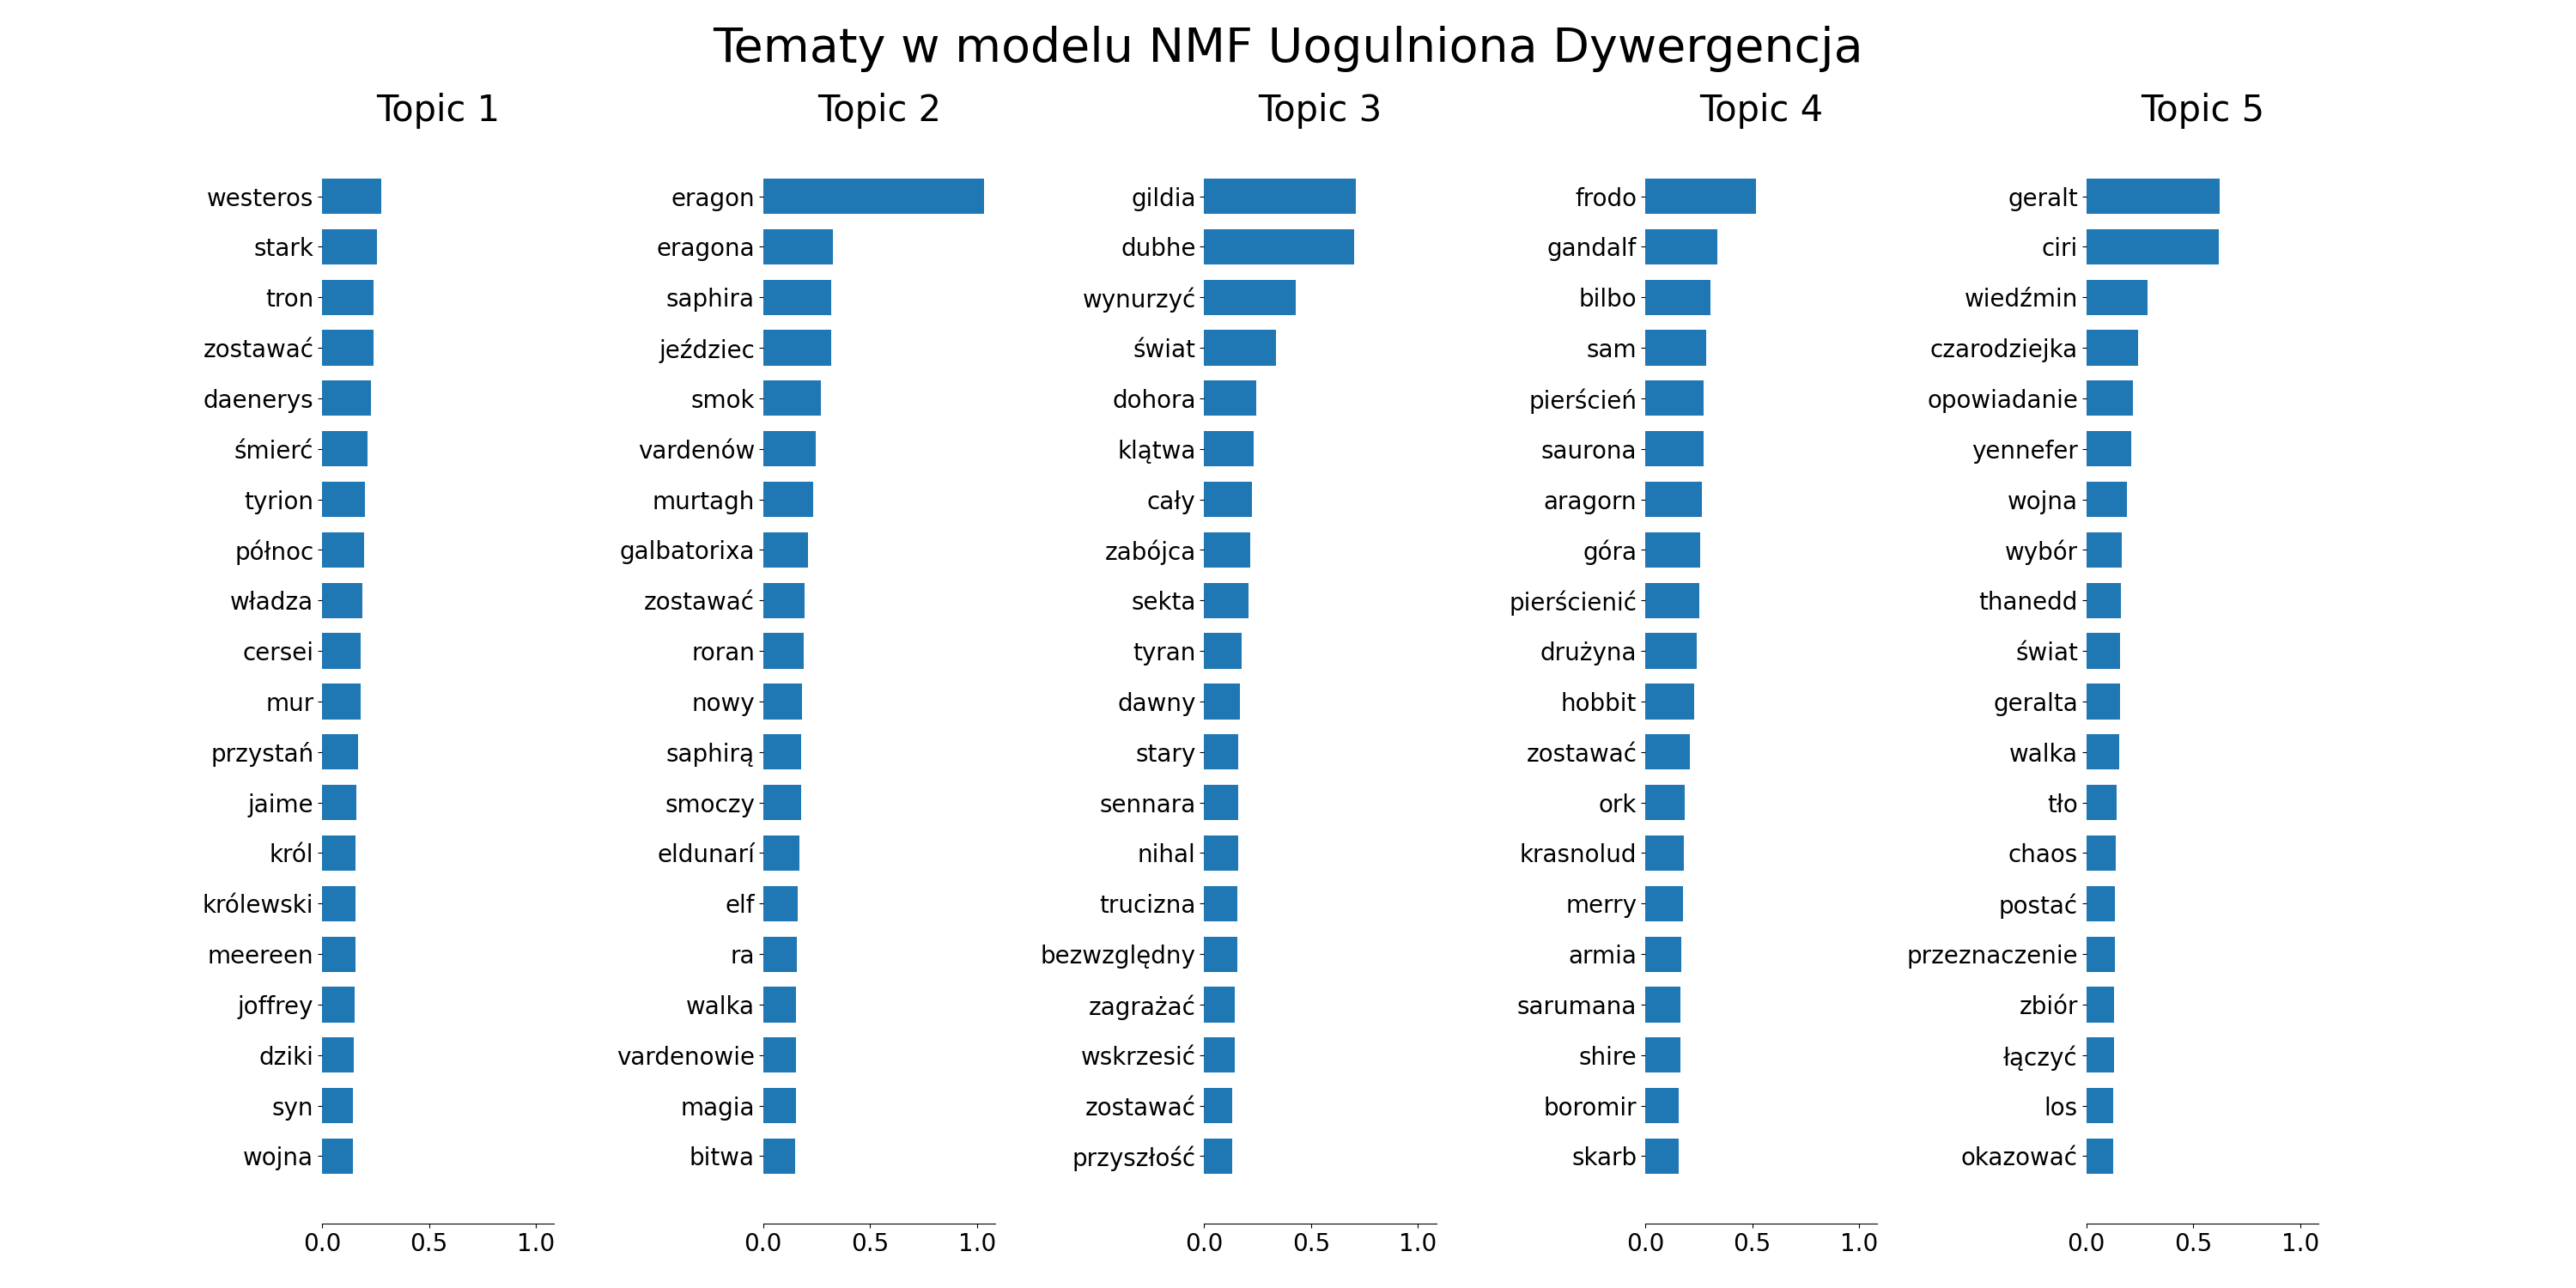 Tematy w modelu NMF Uogulniona Dywergencja
Topic 1
westeros
stark
tron
zostawać
daenerys
śmierć
tyrion
północ
władza
cersei
mur
przystań
jaime
król
królewski
meereen
joffrey
dziki
syn
wojna
0.0 0.5 1.0
Topic 2
eragon
eragona
saphira
jeździec
smok
vardenów
murtagh
galbatorixa
zostawać
roran
nowy
saphirą
smoczy
eldunarí
elf
ra
walka
vardenowie
magia
bitwa
0.0 0.5 1.0
Topic 3
gildia
dubhe
wynurzyć
świat
dohora
klątwa
cały
zabójca
sekta
tyran
dawny
stary
sennara
nihal
trucizna
bezwzględny
zagrażać
wskrzesić
zostawać
przyszłość
0.0 0.5 1.0
Topic 4
frodo
gandalf
bilbo
sam
pierścień
saurona
aragorn
góra
pierścienić
drużyna
hobbit
zostawać
ork
krasnolud
merry
armia
sarumana
shire
boromir
skarb
0.0 0.5 1.0
Topic 5
geralt
ciri
wiedźmin
czarodziejka
opowiadanie
yennefer
wojna
wybór
thanedd
świat
geralta
walka
tło
chaos
postać
przeznaczenie
zbiór
łączyć
los
okazować
0.0 0.5 1.0